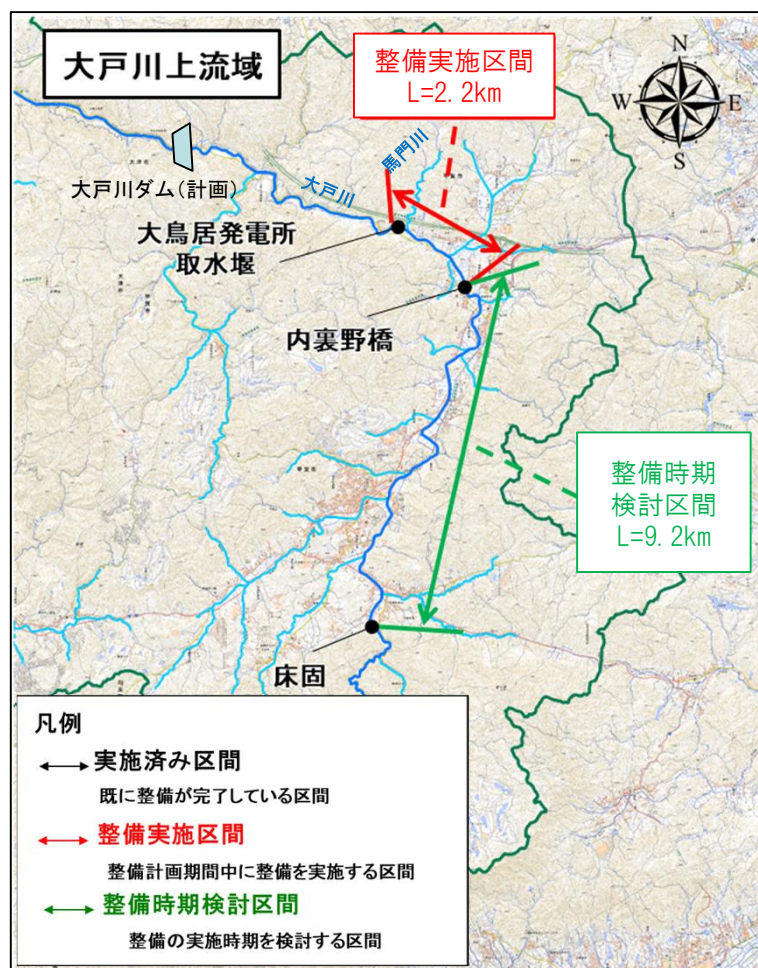 大戸川上流域
整備実施区間
L=2.2km
N
W
E
S
馬門川
大戸川
大戸川ダム(計画)
大鳥居発電所
取水堰
内裏野橋
整備時期
検討区間
L=9.2km
床固
凡例
実施済み区間
既に整備が完了している区間
整備実施区間
整備計画期間中に整備を実施する区間
整備時期検討区間
整備の実施時期を検討する区間